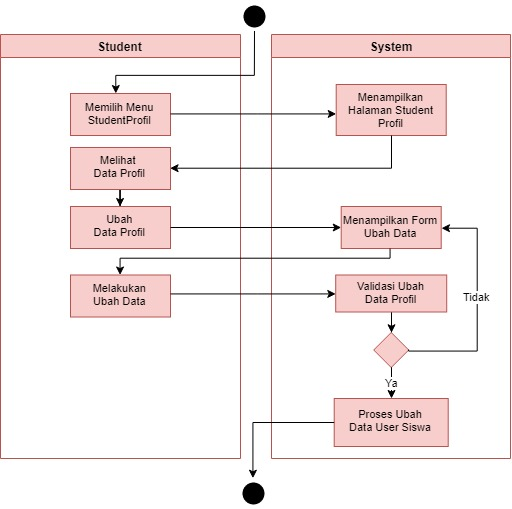 Student
System
Memilih Menu
StudentProfil
Menampilkan
Halaman Student
Profil
Melihat
Data Profil
Ubah
Data Profil
Menampilkan Form
Ubah Data
Melakukan
Ubah Data
Validasi Ubah
Data Profil
Tidak
Ya
Proses Ubah
Data User Siswa